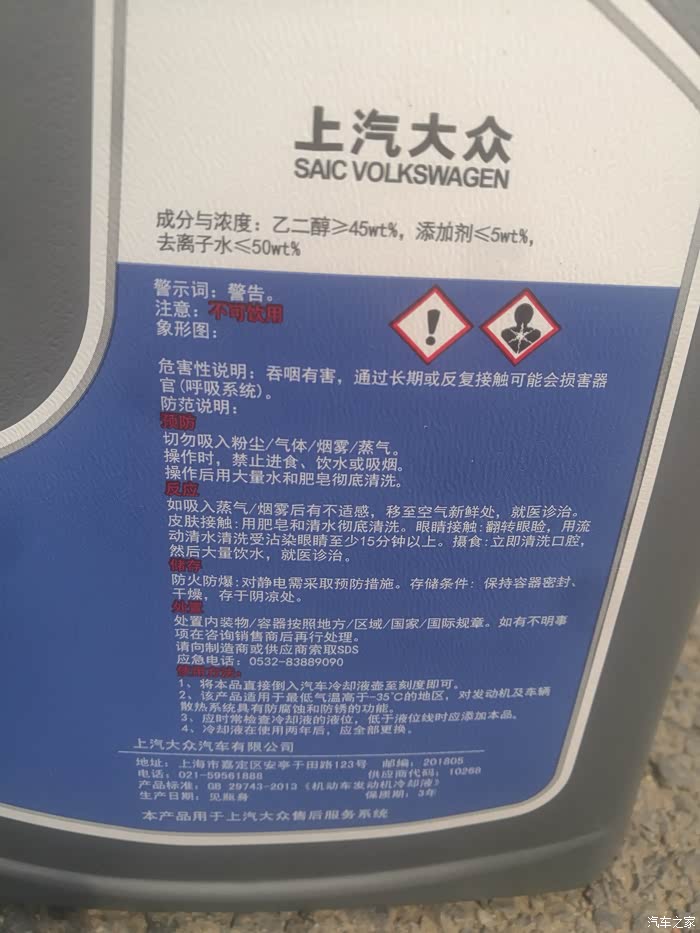 上汽大众
SAIC VOLKSWAGEN
成分与浓度：乙二醇≥45wt%，添加剂≤5wt%，
去离子水≤50wt%
警示词：警告。
注意：不可饮用
象形图：
危害性说明：吞咽有害，通过长期或反复接触可能会损害器
官(呼吸系统)。
防范说明：
预防
切勿吸入粉尘/气体/烟雾/蒸气。
操作时，禁止进食、饮水或吸烟。
操作后用大量水和肥皂彻底清洗。
反应
如吸入蒸气/烟雾后有不适感，移至空气新鲜处，就医诊治。
皮肤接触:用肥皂和清水彻底清洗。眼睛接触:翻转眼睑，用流
动清水清洗受沾染眼睛至少15分钟以上。摄食:立即清洗口腔，
然后大量饮水，就医诊治。
储存
防火防爆:对静电需采取预防措施。存储条件：保持容器密封、
干燥，存于阴凉处。
处置
处置内装物/容器按照地方/区域/国家/国际规章。如有不明事
项在咨询销售商后再行处理。
请向制造商或供应商索取SDS
应急电话：0532-83889090
使用方法：
1、将本品直接倒入汽车冷却液壶至刻度即可。
2、该产品适用于最低气温高于-35℃的地区，对发动机及车辆
散热系统具有防腐蚀和防锈的功能。
3、应时常检查冷却液的液位，低于液位线时应添加本品。
4、冷却液在使用两年后，应全部更换。
上汽大众汽车有限公司
地址：上海市嘉定区安亭于田路123号 邮编：201805
电话：021-59561888 供应商代码：10268
产品标准：GB 29743-2013《机动车发动机冷却液》
生产日期：见瓶身 保质期：3年
本产品用于上汽大众售后服务系统
汽车之家